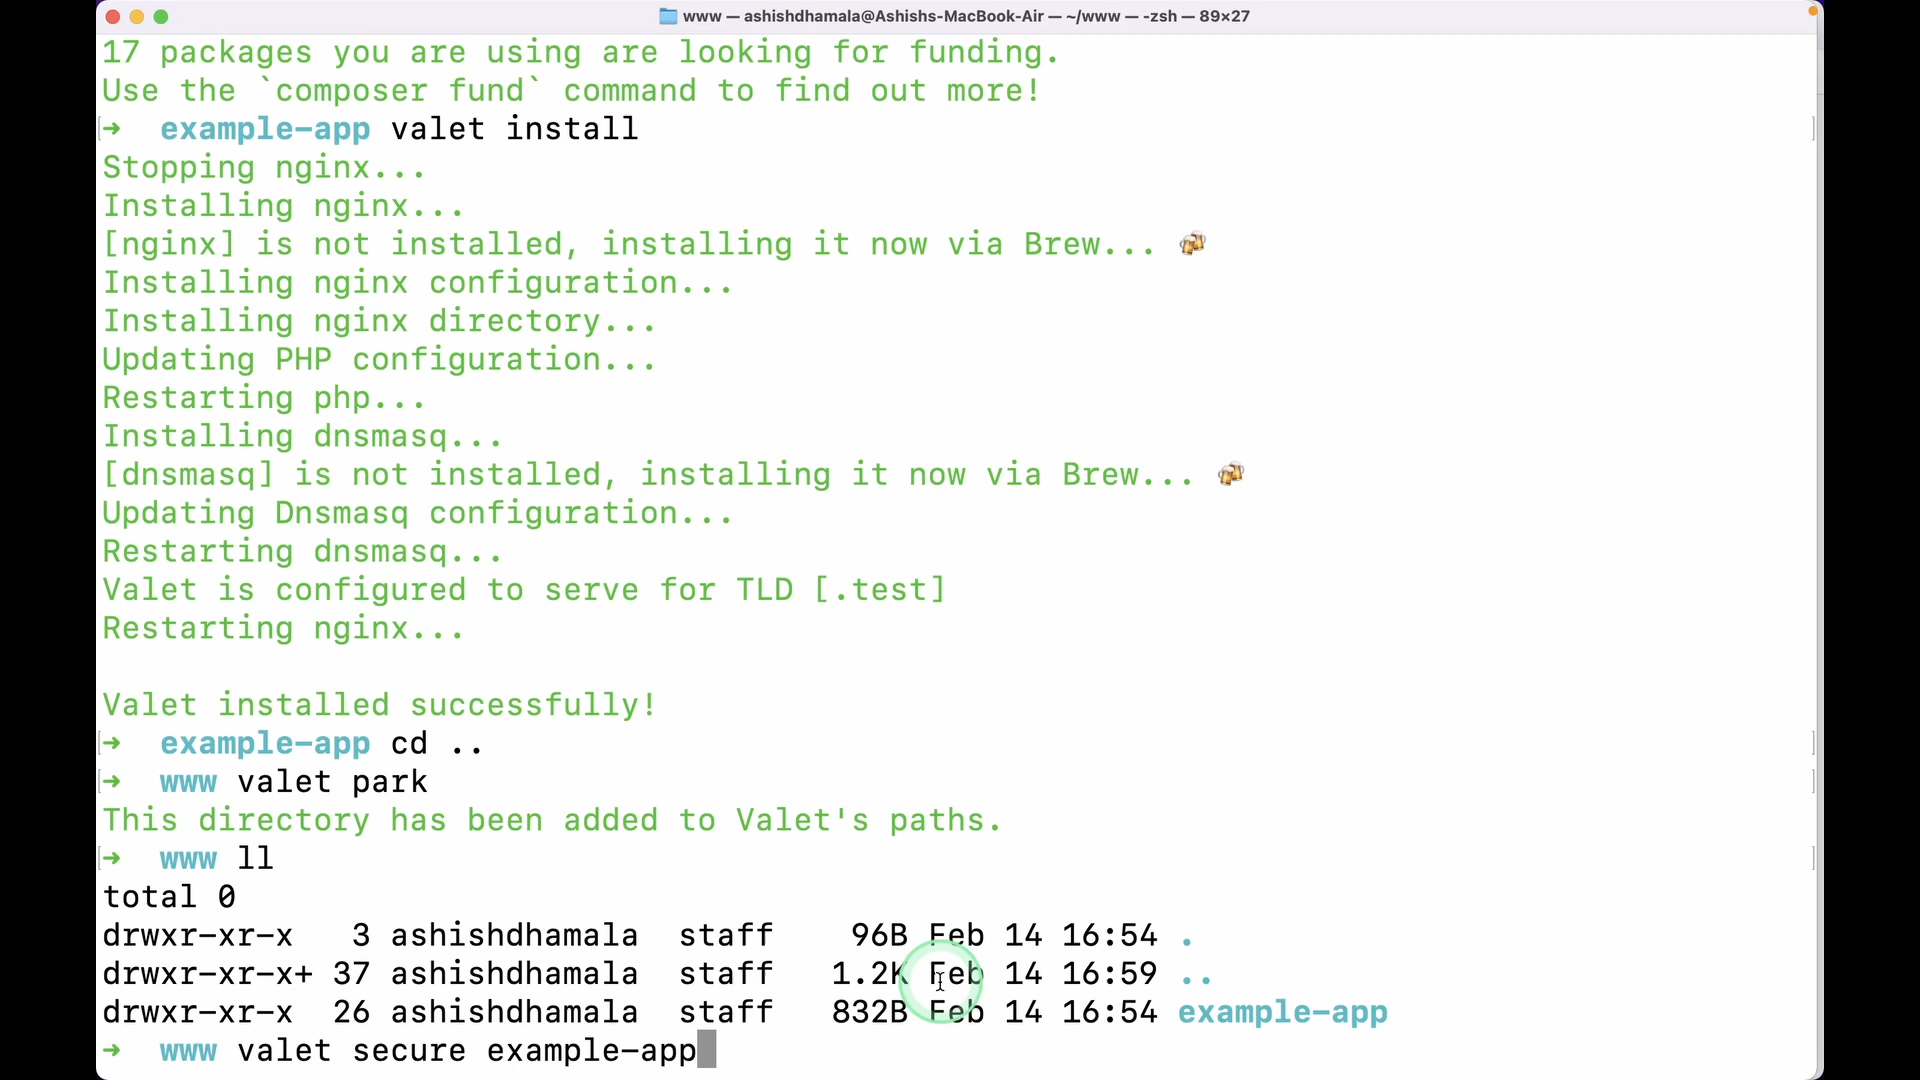 www — ashishdhamala@Ashishs-MacBook-Air — ~/www — -zsh — 89×27
17 packages you are using are looking for funding.
Use the `composer fund` command to find out more!
➜  example-app valet install
Stopping nginx...
Installing nginx...
[nginx] is not installed, installing it now via Brew... 🍻
Installing nginx configuration...
Installing nginx directory...
Updating PHP configuration...
Restarting php...
Installing dnsmasq...
[dnsmasq] is not installed, installing it now via Brew... 🍻
Updating Dnsmasq configuration...
Restarting dnsmasq...
Valet is configured to serve for TLD [.test]
Restarting nginx...
Valet installed successfully!
➜  example-app cd ..
➜  www valet park
This directory has been added to Valet's paths.
➜  www ll
total 0
drwxr-xr-x   3 ashishdhamala  staff    96B Feb 14 16:54 .
drwxr-xr-x+ 37 ashishdhamala  staff   1.2K Feb 14 16:59 ..
drwxr-xr-x  26 ashishdhamala  staff   832B Feb 14 16:54 example-app
➜  www valet secure example-app